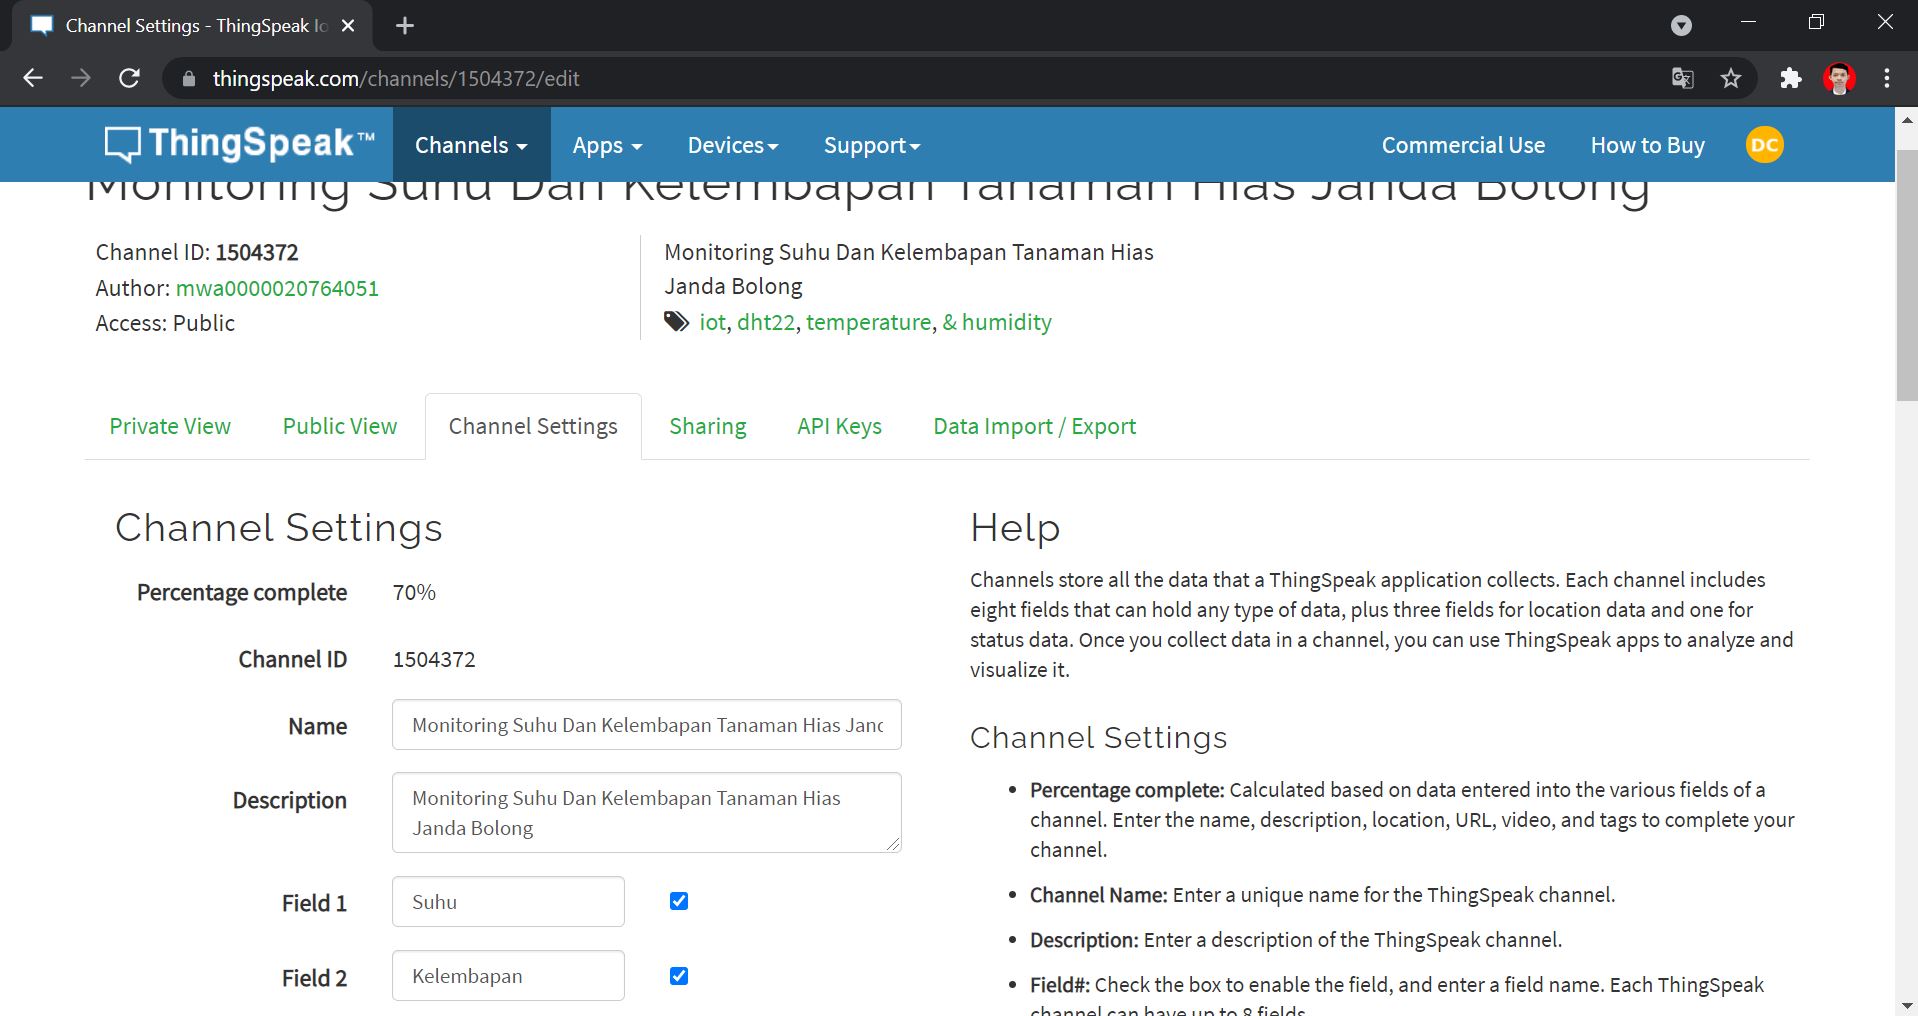 Channel Settings - ThingSpeak Io
thingspeak.com/channels/1504372/edit
ThingSpeak™ Channels Apps Devices Support Commercial Use How to Buy DC
Monitoring Suhu Dan Kelembapan Tanaman Hias Janda Bolong
Channel ID: 1504372
Author: mwa0000020764051
Access: Public
Monitoring Suhu Dan Kelembapan Tanaman Hias
Janda Bolong
iot, dht22, temperature, & humidity
Private View Public View Channel Settings Sharing API Keys Data Import / Export
Channel Settings
Percentage complete 70%
Channel ID 1504372
Name Monitoring Suhu Dan Kelembapan Tanaman Hias Jand
Description Monitoring Suhu Dan Kelembapan Tanaman Hias
Janda Bolong
Field 1 Suhu
Field 2 Kelembapan
Help
Channels store all the data that a ThingSpeak application collects. Each channel includes
eight fields that can hold any type of data, plus three fields for location data and one for
status data. Once you collect data in a channel, you can use ThingSpeak apps to analyze and
visualize it.
Channel Settings
• Percentage complete: Calculated based on data entered into the various fields of a
channel. Enter the name, description, location, URL, video, and tags to complete your
channel.
• Channel Name: Enter a unique name for the ThingSpeak channel.
• Description: Enter a description of the ThingSpeak channel.
• Field#: Check the box to enable the field, and enter a field name. Each ThingSpeak
channel can have up to 8 fields.